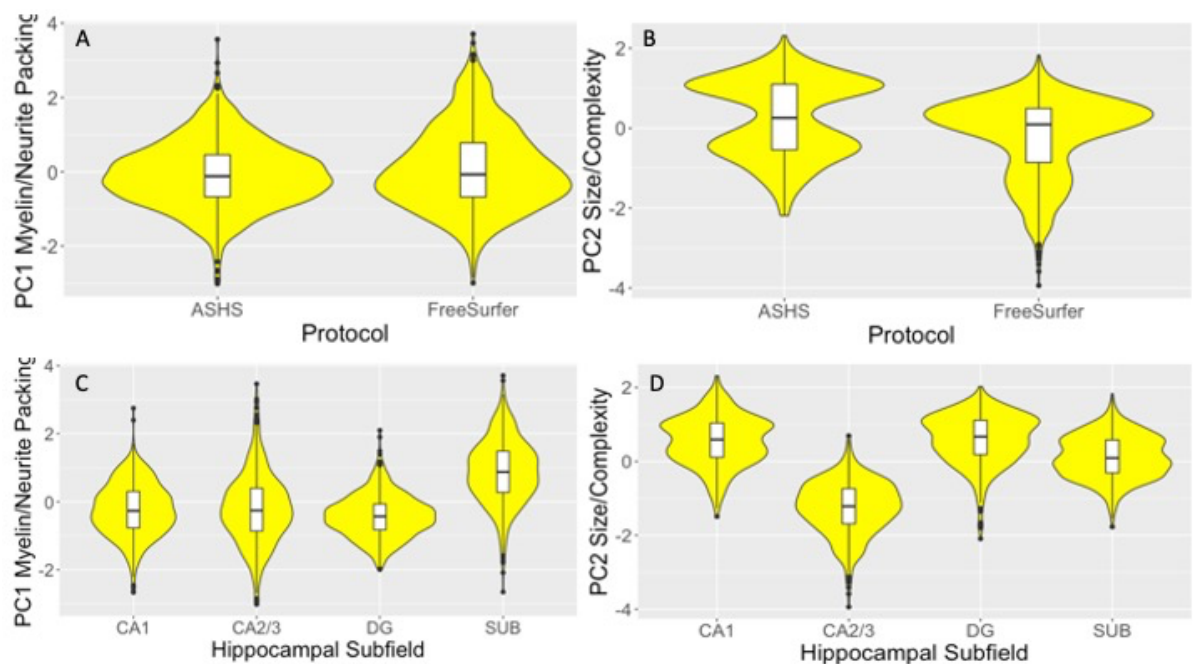 A
PC1 Myelin/Neurite Packing
4
2
0
-2
ASHS FreeSurfer
Protocol
B
PC2 Size/Complexity
2
0
-2
-4
ASHS FreeSurfer
Protocol
C
PC1 Myelin/Neurite Packing
4
2
0
-2
CA1 CA2/3 DG SUB
Hippocampal Subfield
D
PC2 Size/Complexity
2
0
-2
-4
CA1 CA2/3 DG SUB
Hippocampal Subfield